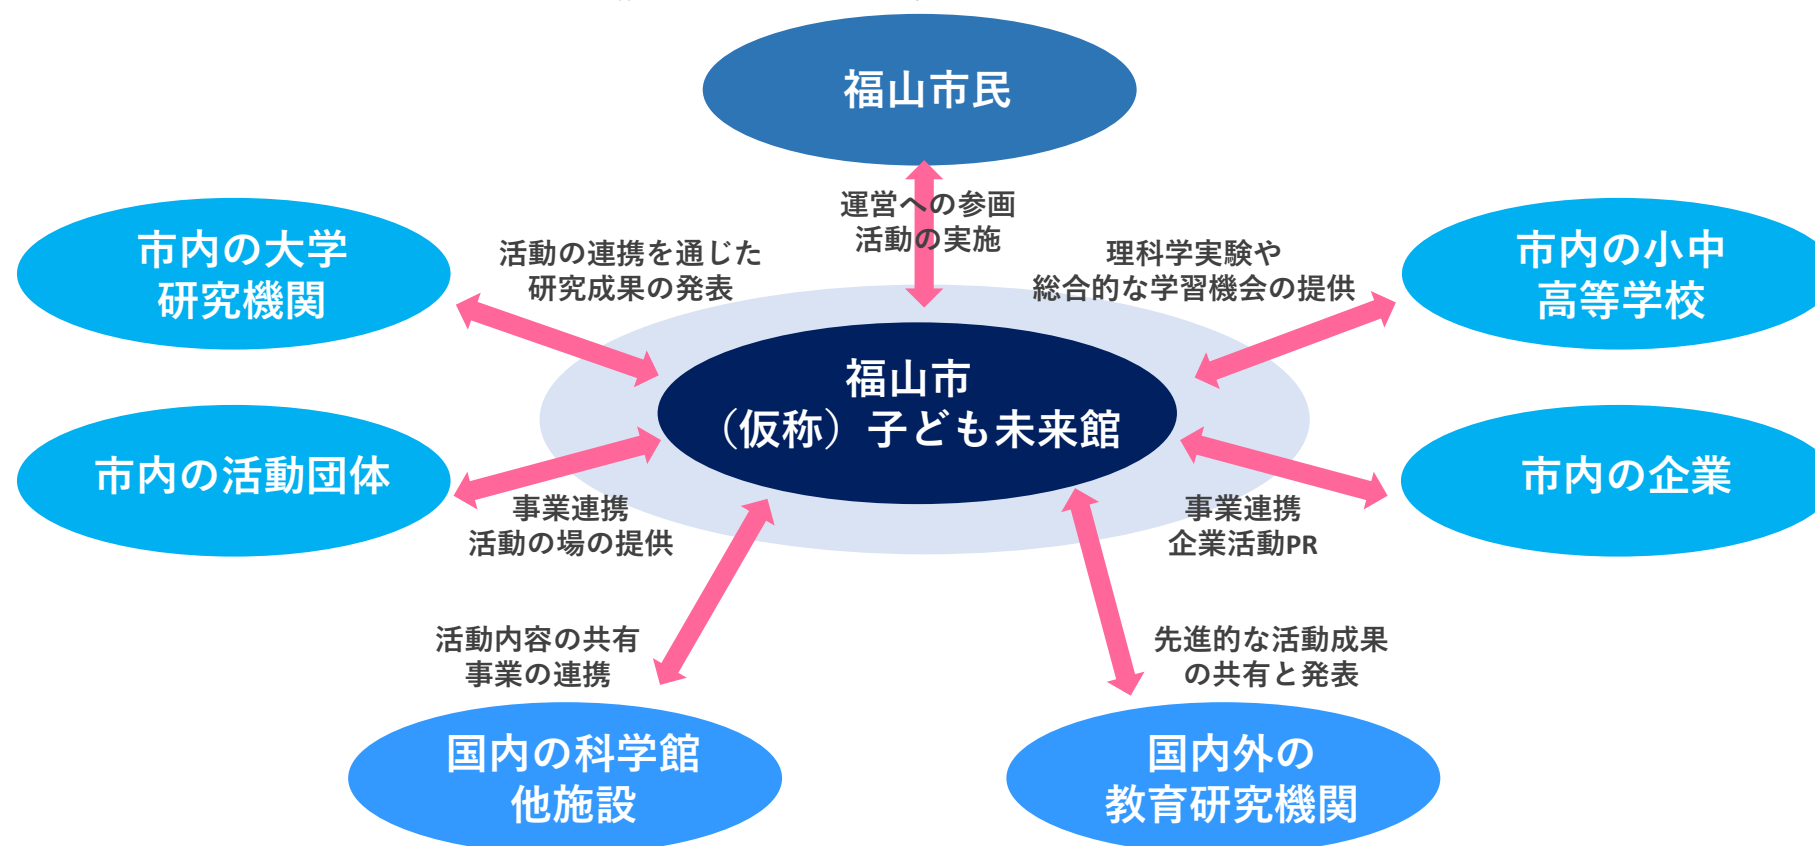 福山市民
運営への参画
活動の実施
市内の大学
研究機関
活動の連携を通じた
研究成果の発表
理科学実験や
総合的な学習機会の提供
市内の小中
高等学校
福山市
（仮称）子ども未来館
市内の活動団体
事業連携
活動の場の提供
事業連携
企業活動PR
市内の企業
活動内容の共有
事業の連携
先進的な活動成果
の共有と発表
国内の科学館
他施設
国内外の
教育研究機関